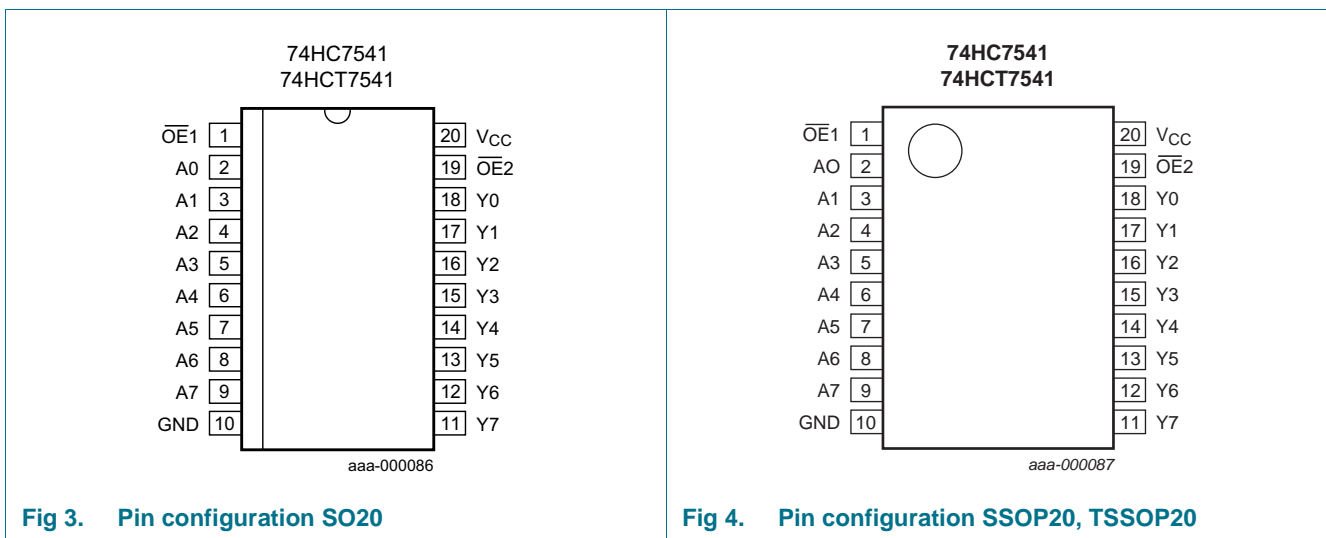 74HC7541
74HCT7541
O̅E̅1 1 20 VCC
A0 2 19 O̅E̅2
A1 3 18 Y0
A2 4 17 Y1
A3 5 16 Y2
A4 6 15 Y3
A5 7 14 Y4
A6 8 13 Y5
A7 9 12 Y6
GND 10 11 Y7
aaa-000086
Fig 3. Pin configuration SO20
74HC7541
74HCT7541
O̅E̅1 1 20 VCC
AO 2 19 O̅E̅2
A1 3 18 Y0
A2 4 17 Y1
A3 5 16 Y2
A4 6 15 Y3
A5 7 14 Y4
A6 8 13 Y5
A7 9 12 Y6
GND 10 11 Y7
aaa-000087
Fig 4. Pin configuration SSOP20, TSSOP20